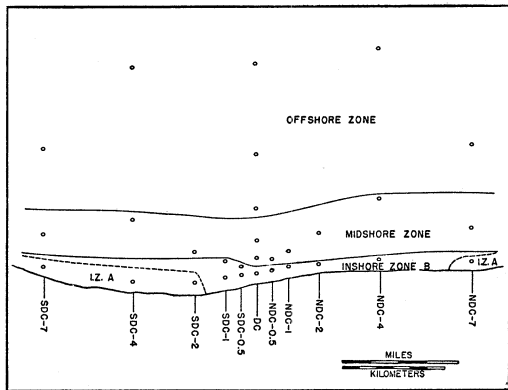 OFFSHORE ZONE
MIDSHORE ZONE
INSHORE ZONE B
I.Z. A
I.Z. A
SDC-7
SDC-4
SDC-2
SDC-1
SDC-0.5
DC
NDC-0.5
NDC-1
NDC-2
NDC-4
NDC-7
MILES
KILOMETERS